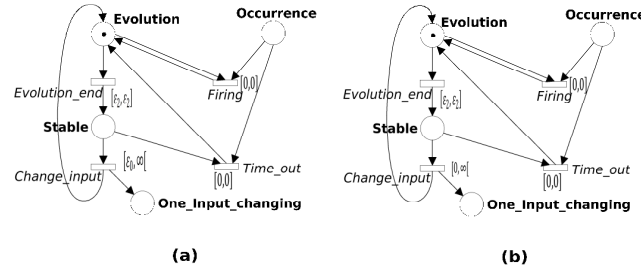 Evolution
Occurrence
[0,0]
Firing
Evolution_end
[ε₂,ε₂]
Stable
[ε₀,∞[
Change_input
Time_out
[0,0]
One_Input_changing
(a)
Evolution
Occurrence
[0,0]
Firing
Evolution_end
[ε₂,ε₂]
Stable
[0,∞[
Change_input
Time_out
[0,0]
One_Input_changing
(b)